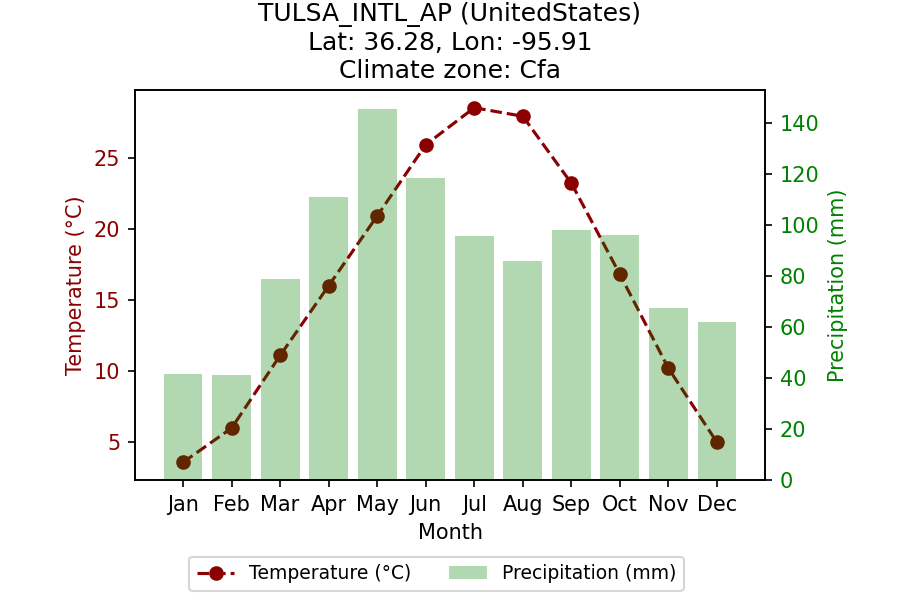 TULSA_INTL_AP (UnitedStates)
Lat: 36.28, Lon: -95.91
Climate zone: Cfa
Temperature (°C)
25
20
15
10
5
140
120
100
80
60
40
20
0
Precipitation (mm)
Jan Feb Mar Apr May Jun Jul Aug Sep Oct Nov Dec
Month
Temperature (°C) Precipitation (mm)